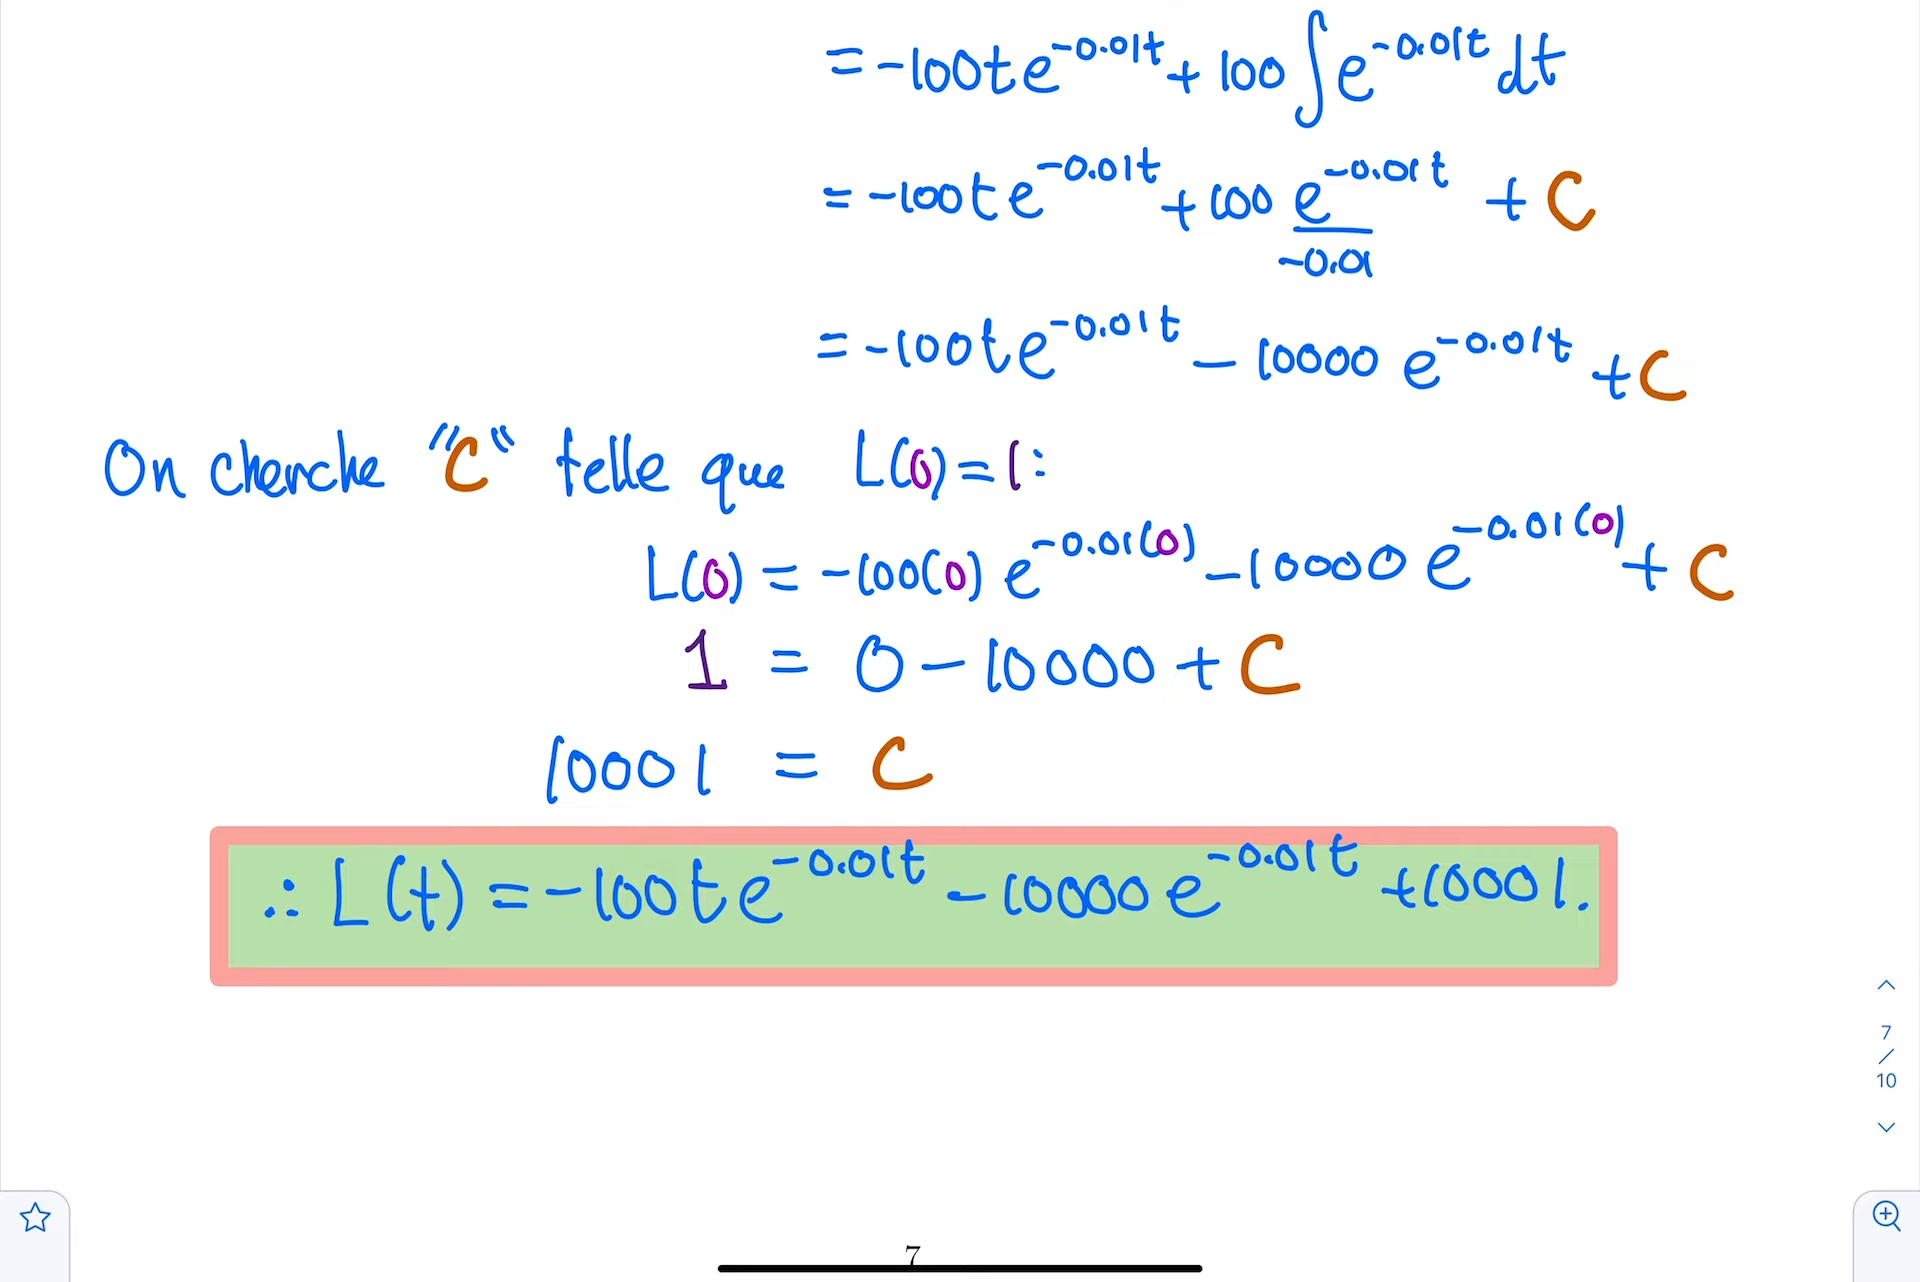 = -100te^{-0.01t} + 100 ∫ e^{-0.01t} dt
= -100te^{-0.01t} + 100 e^{-0.01t}/-0.01 + C
= -100te^{-0.01t} - 10000 e^{-0.01t} + C
On cherche "C" telle que L(0) = 1:
L(0) = -100(0) e^{-0.01(0)} - 10000 e^{-0.01(0)} + C
1 = 0 - 10000 + C
10001 = C
∴ L(t) = -100te^{-0.01t} - 10000e^{-0.01t} + 10001.
7
/
10
7